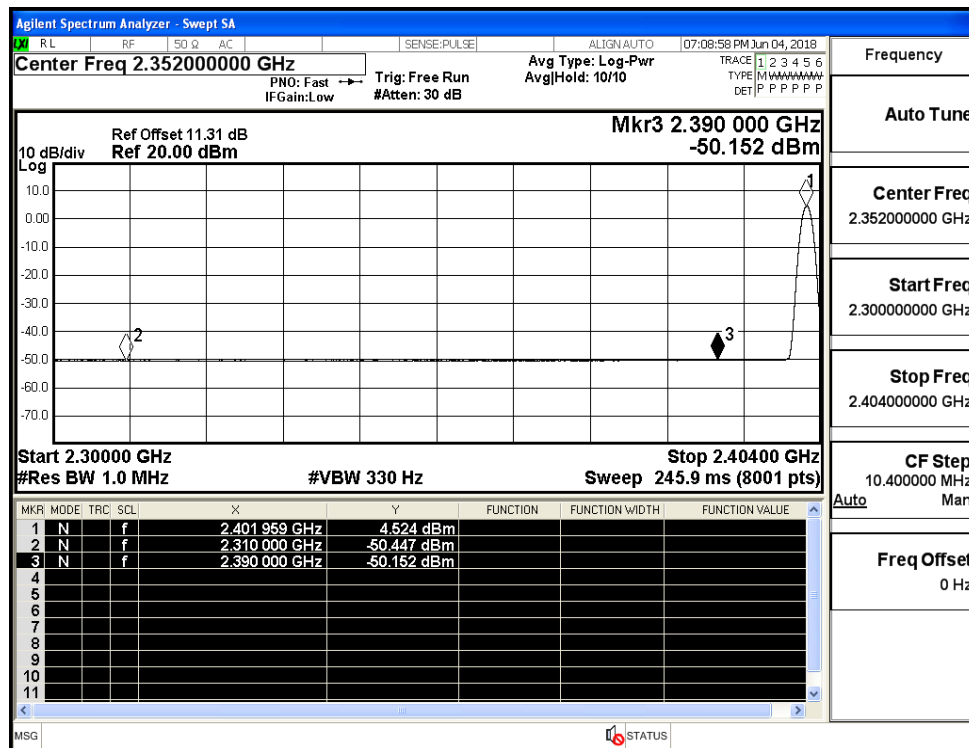 Agilent Spectrum Analyzer - Swept SA
LXI RL RF 50 Ω AC SENSE:PULSE ALIGN AUTO 07:08:58 PM Jun 04, 2018
Center Freq 2.352000000 GHz
PNO: Fast
IFGain:Low
Trig: Free Run
#Atten: 30 dB
Avg Type: Log-Pwr
Avg|Hold: 10/10
TRACE 1 2 3 4 5 6
TYPE M W W W W W
DET P P P P P P
Ref Offset 11.31 dB
10 dB/div Ref 20.00 dBm
Log
Mkr3 2.390 000 GHz
-50.152 dBm
10.0
0.00
-10.0
-20.0
-30.0
-40.0
-50.0
-60.0
-70.0
1
2
3
Start 2.30000 GHz Stop 2.40400 GHz
#Res BW 1.0 MHz #VBW 330 Hz Sweep 245.9 ms (8001 pts)
MKR MODE TRC SCL X Y FUNCTION FUNCTION WIDTH FUNCTION VALUE
1 N f 2.401 959 GHz 4.524 dBm
2 N f 2.310 000 GHz -50.447 dBm
3 N f 2.390 000 GHz -50.152 dBm
4
5
6
7
8
9
10
11
MSG STATUS
Frequency
Auto Tune
Center Freq
2.352000000 GHz
Start Freq
2.300000000 GHz
Stop Freq
2.404000000 GHz
CF Step
10.400000 MHz
Auto Man
Freq Offset
0 Hz